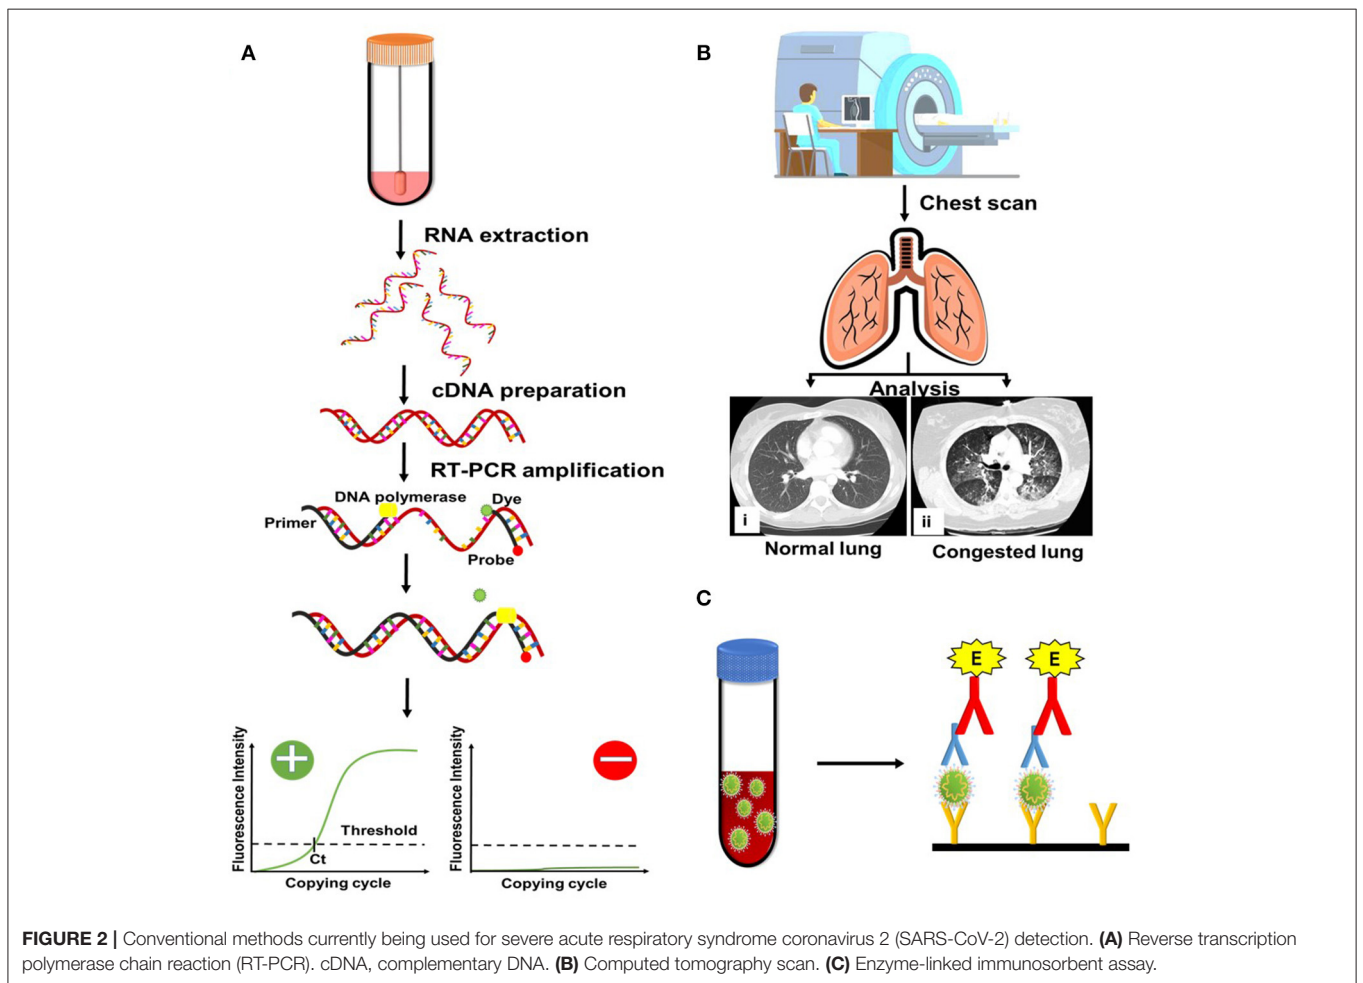 A
RNA extraction
cDNA preparation
RT-PCR amplification
DNA polymerase
Dye
Primer
Probe
Fluorescence Intensity
Threshold
Ct
Copying cycle
Fluorescence Intensity
Copying cycle
B
Chest scan
Analysis
i
ii
Normal lung
Congested lung
C
E
E
FIGURE 2 | Conventional methods currently being used for severe acute respiratory syndrome coronavirus 2 (SARS-CoV-2) detection. (A) Reverse transcription
polymerase chain reaction (RT-PCR). cDNA, complementary DNA. (B) Computed tomography scan. (C) Enzyme-linked immunosorbent assay.